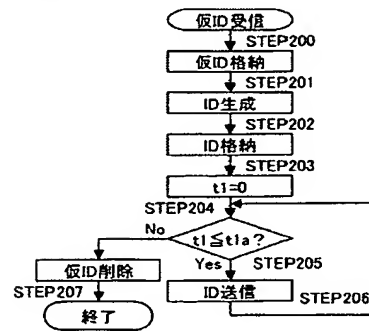 仮ID受信
STEP200
仮ID格納
STEP201
ID生成
STEP202
ID格納
STEP203
t1=0
STEP204
t1≦t1a?
No
Yes
STEP205
仮ID削除
ID送信
STEP206
STEP207
終了